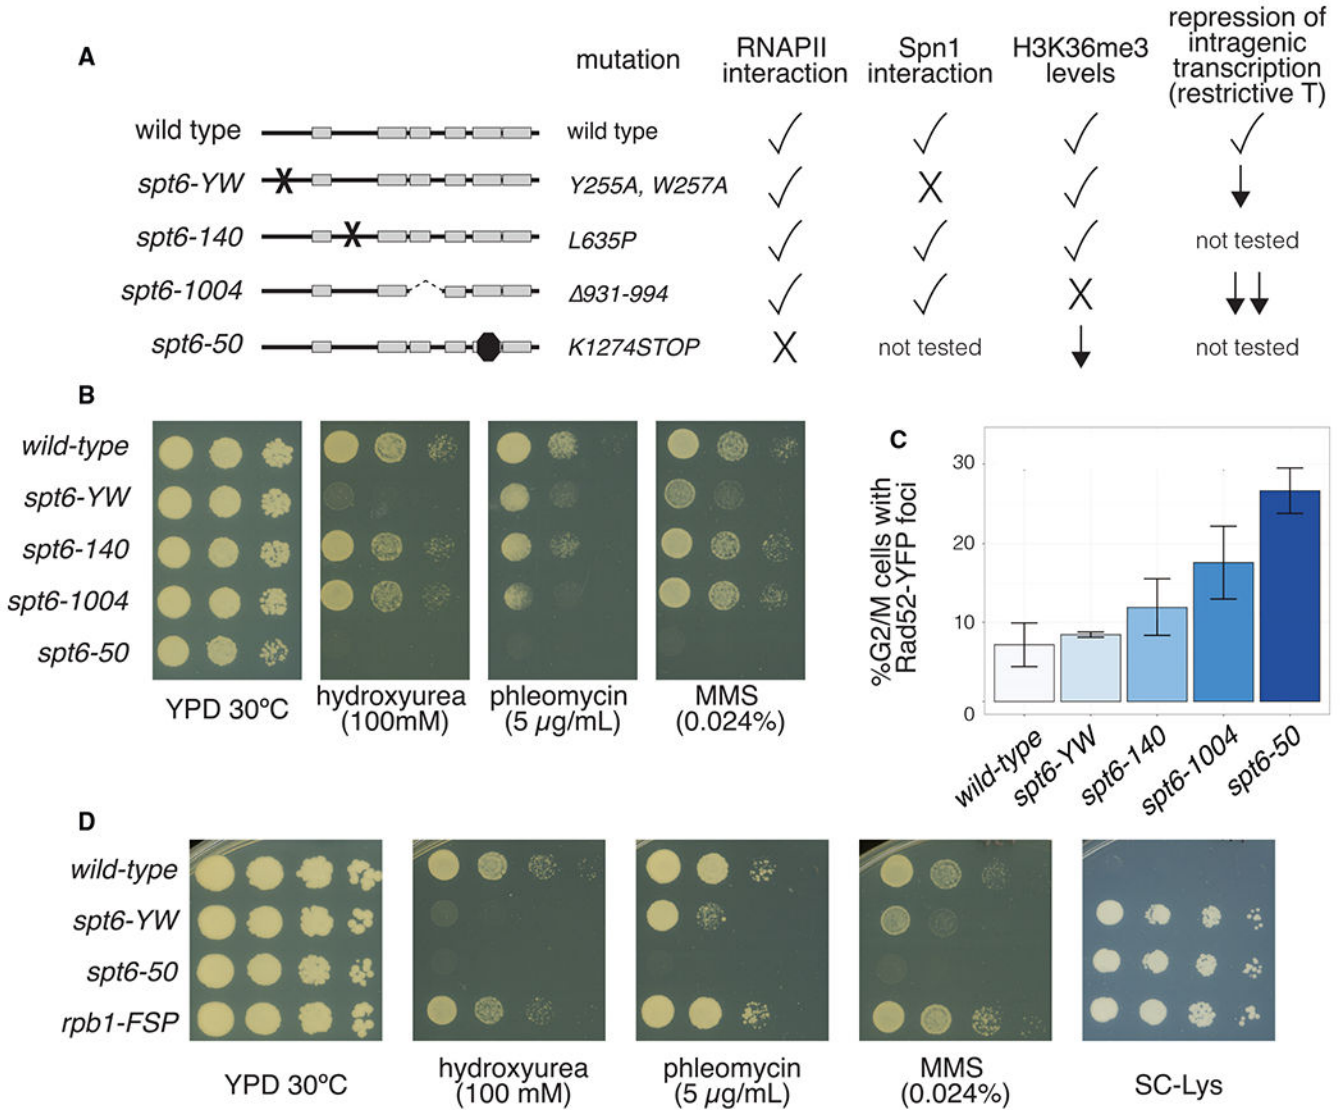 A
mutation
RNAPII
interaction
Spn1
interaction
H3K36me3
levels
repression of
intragenic
transcription
(restrictive T)
wild type
wild type
spt6-YW
Y255A, W257A
spt6-140
L635P
not tested
spt6-1004
Δ931-994
spt6-50
K1274STOP
not tested
not tested
B
wild-type
spt6-YW
spt6-140
spt6-1004
spt6-50
YPD 30ºC
hydroxyurea
(100mM)
phleomycin
(5 µg/mL)
MMS
(0.024%)
C
%G2/M cells with
Rad52-YFP foci
30
20
10
0
wild-type
spt6-YW
spt6-140
spt6-1004
spt6-50
D
wild-type
spt6-YW
spt6-50
rpb1-FSP
YPD 30ºC
hydroxyurea
(100 mM)
phleomycin
(5 µg/mL)
MMS
(0.024%)
SC-Lys